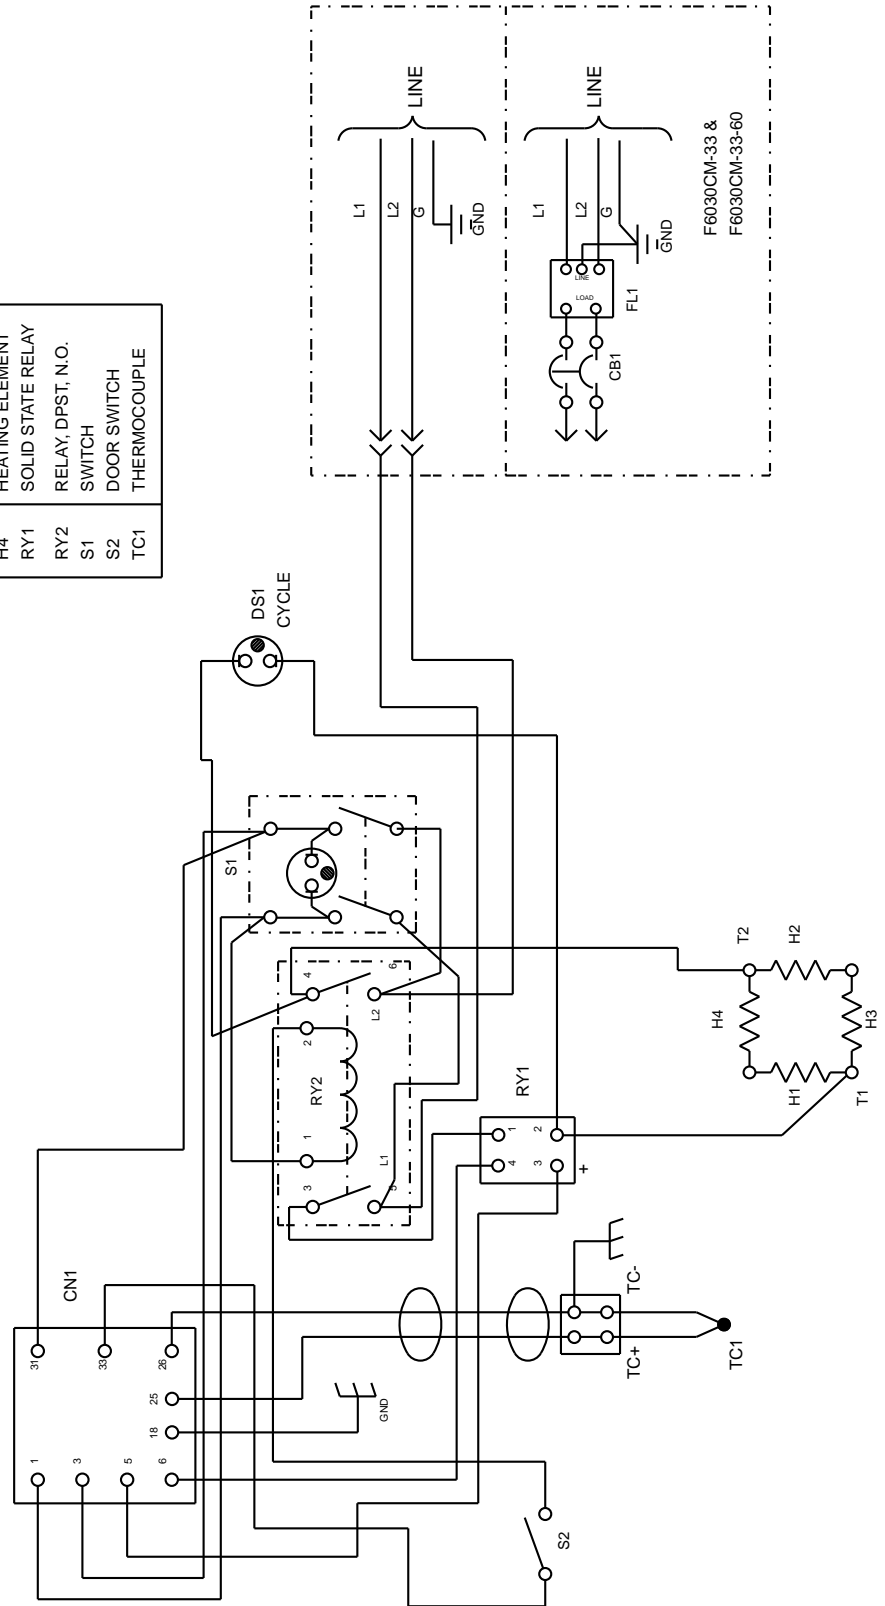 H4 HEATING ELEMENT
RY1 SOLID STATE RELAY
RY2 RELAY, DPST, N.O.
S1 SWITCH
S2 DOOR SWITCH
TC1 THERMOCOUPLE
LINE
L1
L2
G
GND
LINE
L1
L2
G
GND
LINE
LOAD
FL1
CB1
F6030CM-33 &
F6030CM-33-60
DS1
CYCLE
S1
4
6
2
L2
RY2
1
L1
3
5
RY1
1
2
4
3
+
T2
H2
H4
H3
H1
T1
CN1
31
33
26
25
18
1
3
5
6
GND
TC-
TC+
TC1
S2